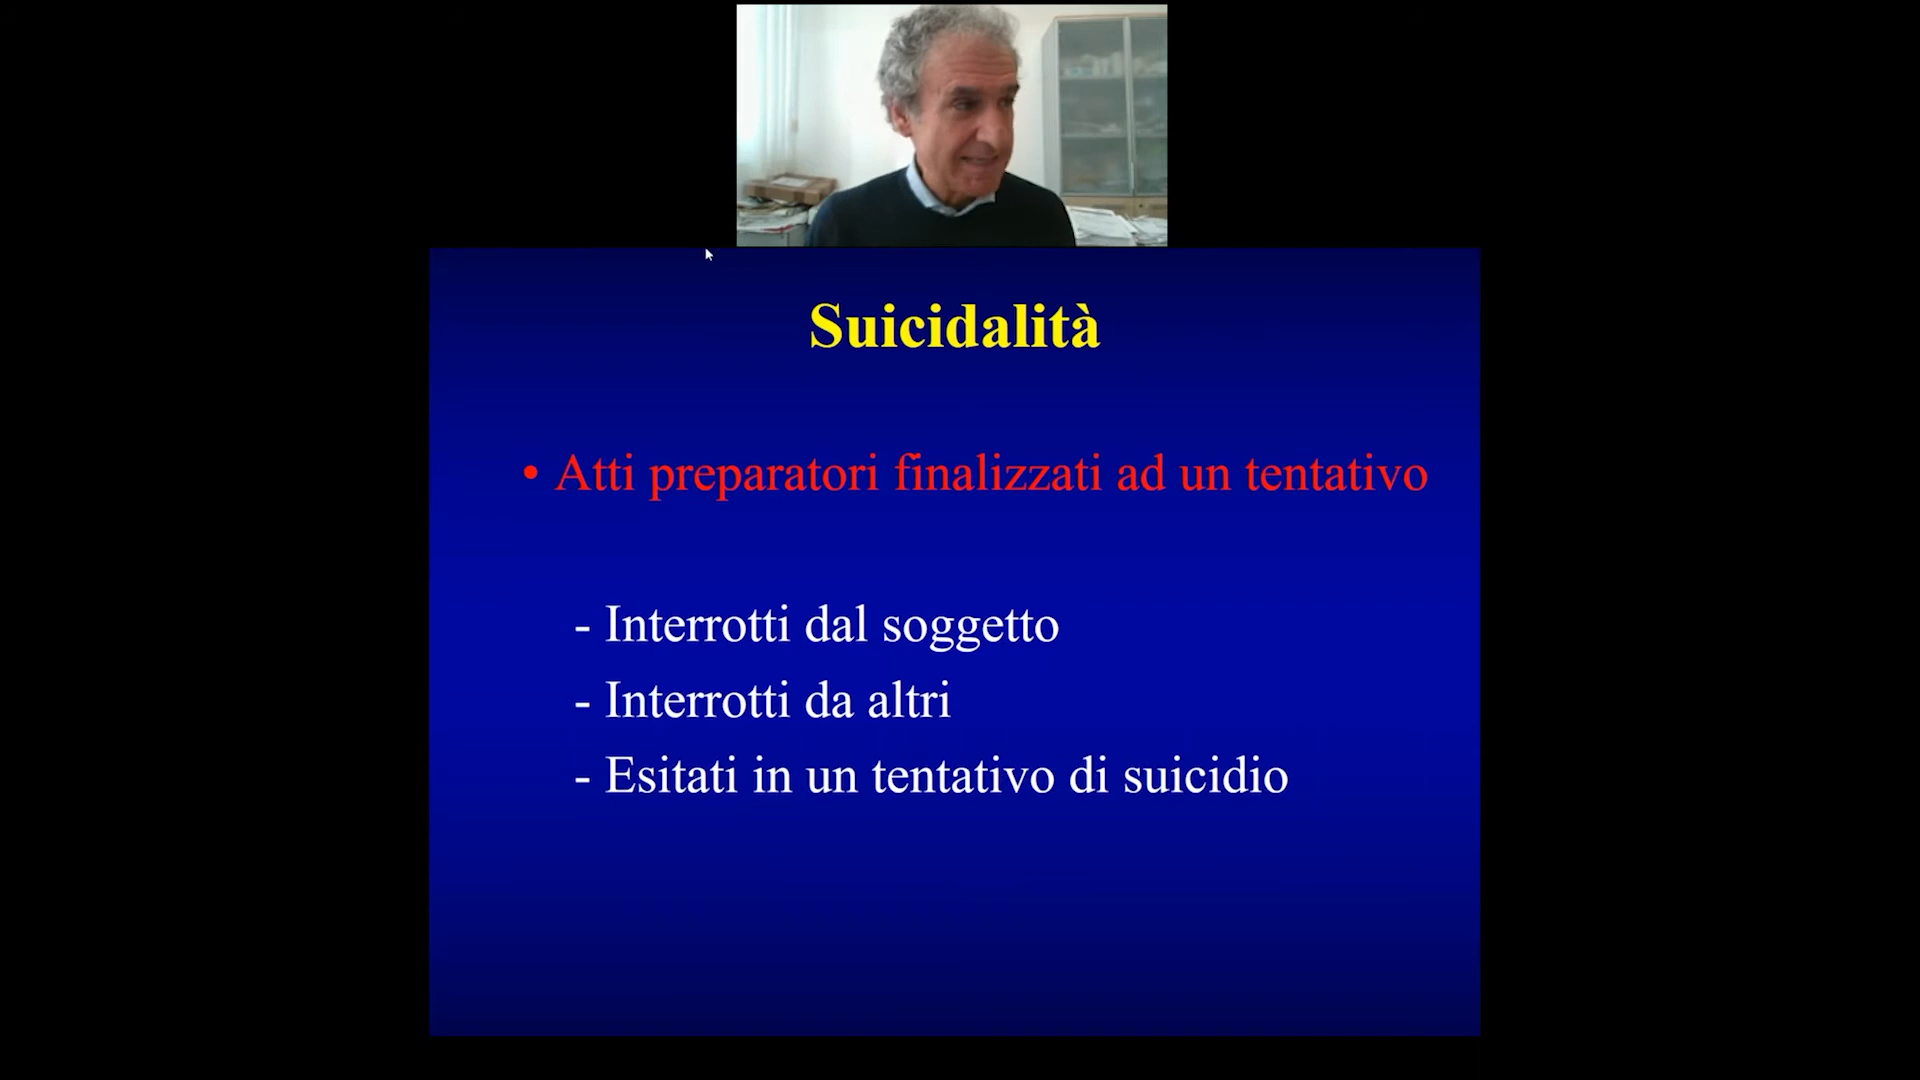 Suicidalità
• Atti preparatori finalizzati ad un tentativo
- Interrotti dal soggetto
- Interrotti da altri
- Esitati in un tentativo di suicidio